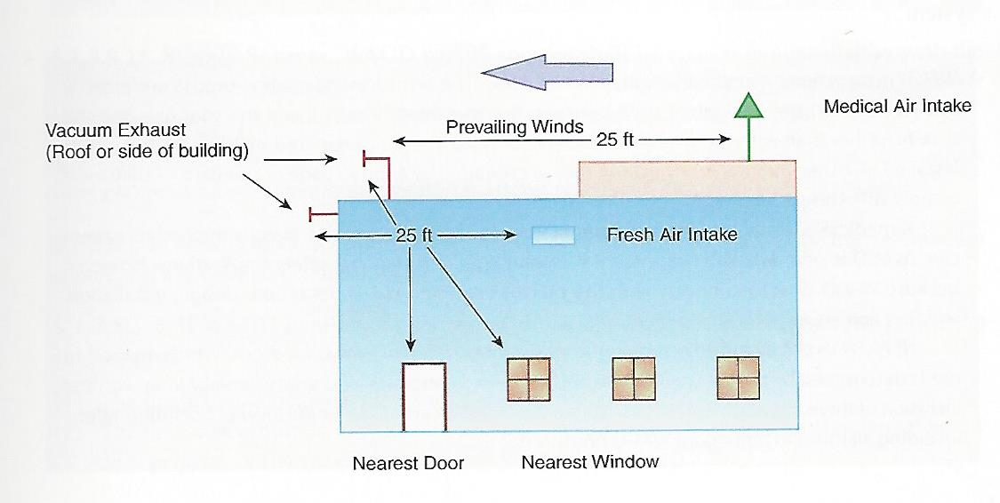 Medical Air Intake
Vacuum Exhaust
(Roof or side of building)
Prevailing Winds
25 ft
25 ft
Fresh Air Intake
Nearest Door
Nearest Window